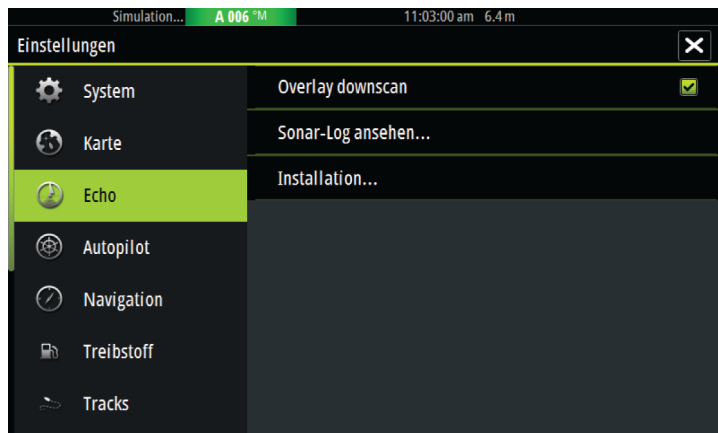 Simulation... A 006 °M 11:03:00 am 6.4 m
Einstellungen
System
Karte
Echo
Autopilot
Navigation
Treibstoff
Tracks
Overlay downscan
Sonar-Log ansehen...
Installation...